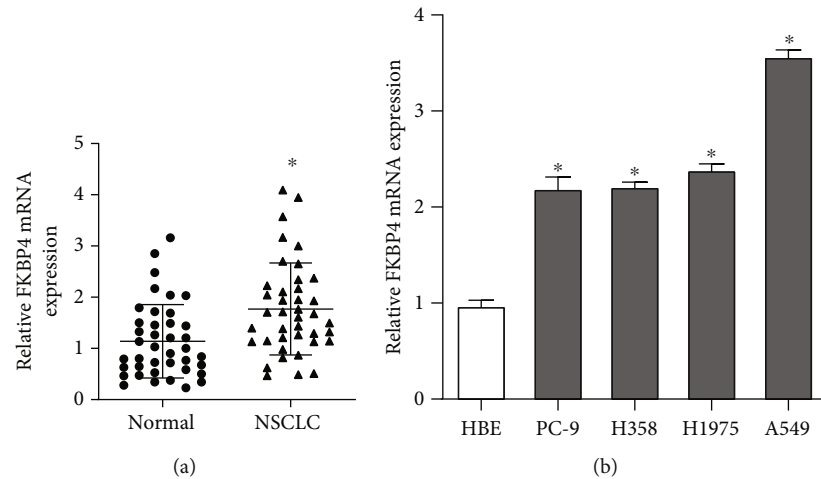 Relative FKBP4 mRNA
expression
5
4
3
2
1
0
*
Normal
NSCLC
(a)
Relative FKBP4 mRNA expression
4
3
2
1
0
*
*
*
*
HBE
PC-9
H358
H1975
A549
(b)